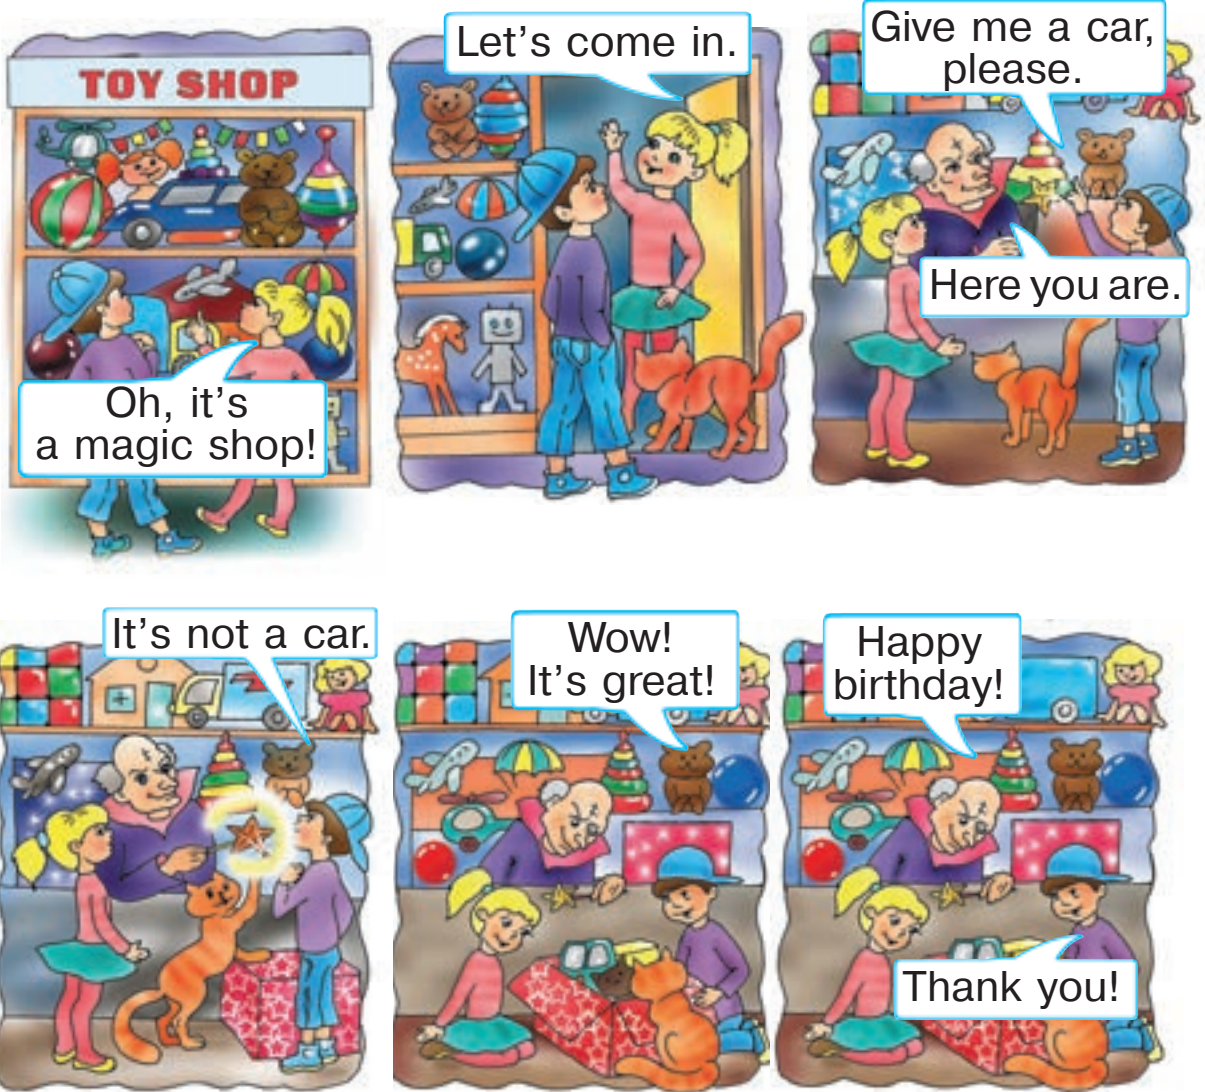 TOY SHOP
Oh, it's
a magic shop!
Let's come in.
Give me a car,
please.
Here you are.
It's not a car.
Wow!
It's great!
Happy
birthday!
Thank you!